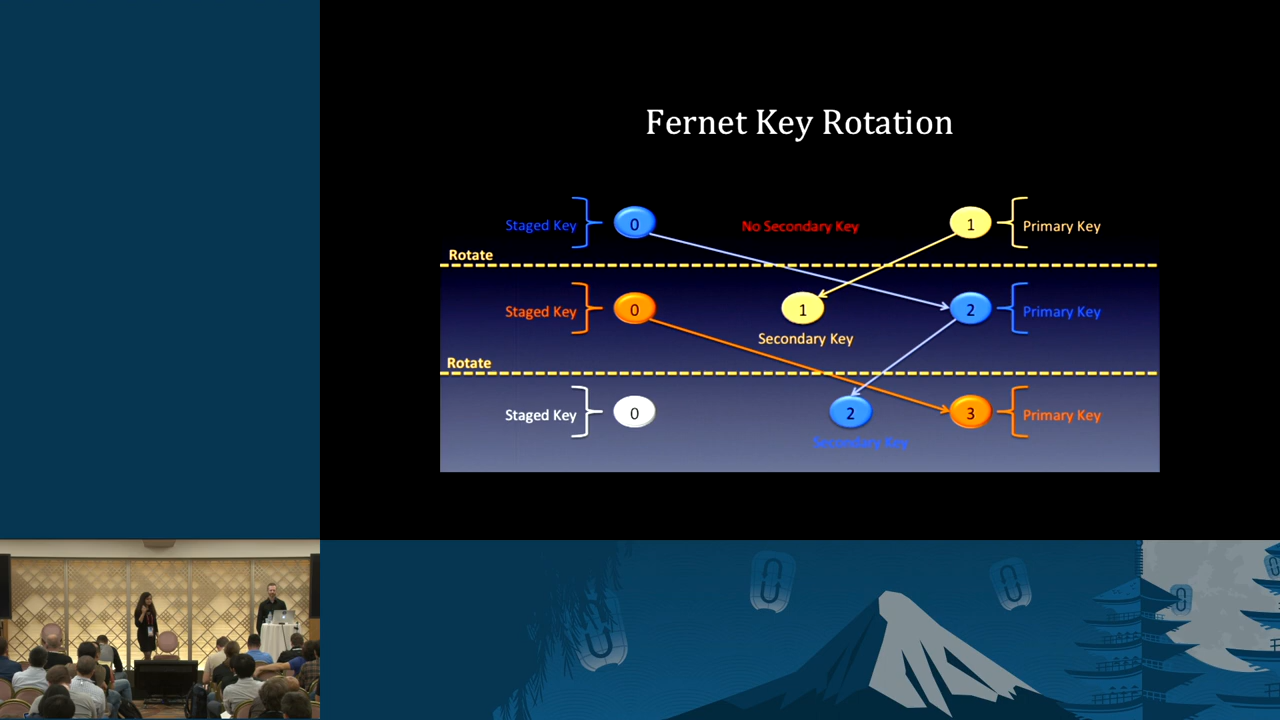 Fernet Key Rotation
Staged Key 0 No Secondary Key 1 Primary Key
Rotate
Staged Key 0 1 2 Primary Key
Secondary Key
Rotate
Staged Key 0 2 3 Primary Key
Secondary Key